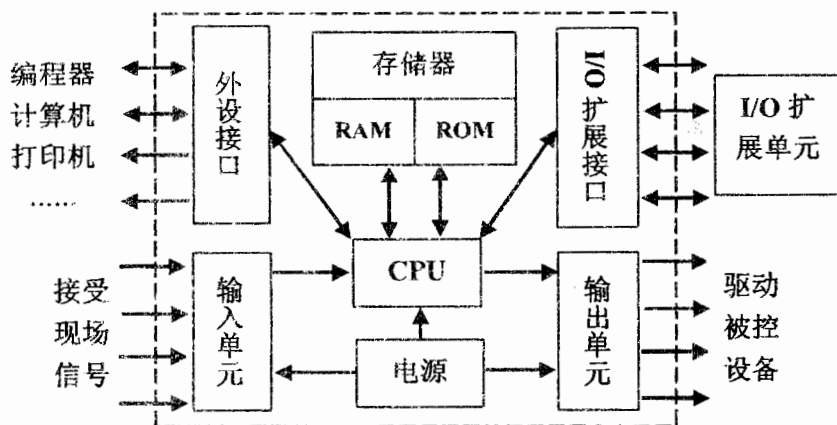 编程器
计算机
打印机
……
外设接口
存储器
RAM
ROM
I/O 扩展接口
I/O 扩
展单元
接受
现场
信号
输入单元
CPU
电源
输出单元
驱动
被控
设备